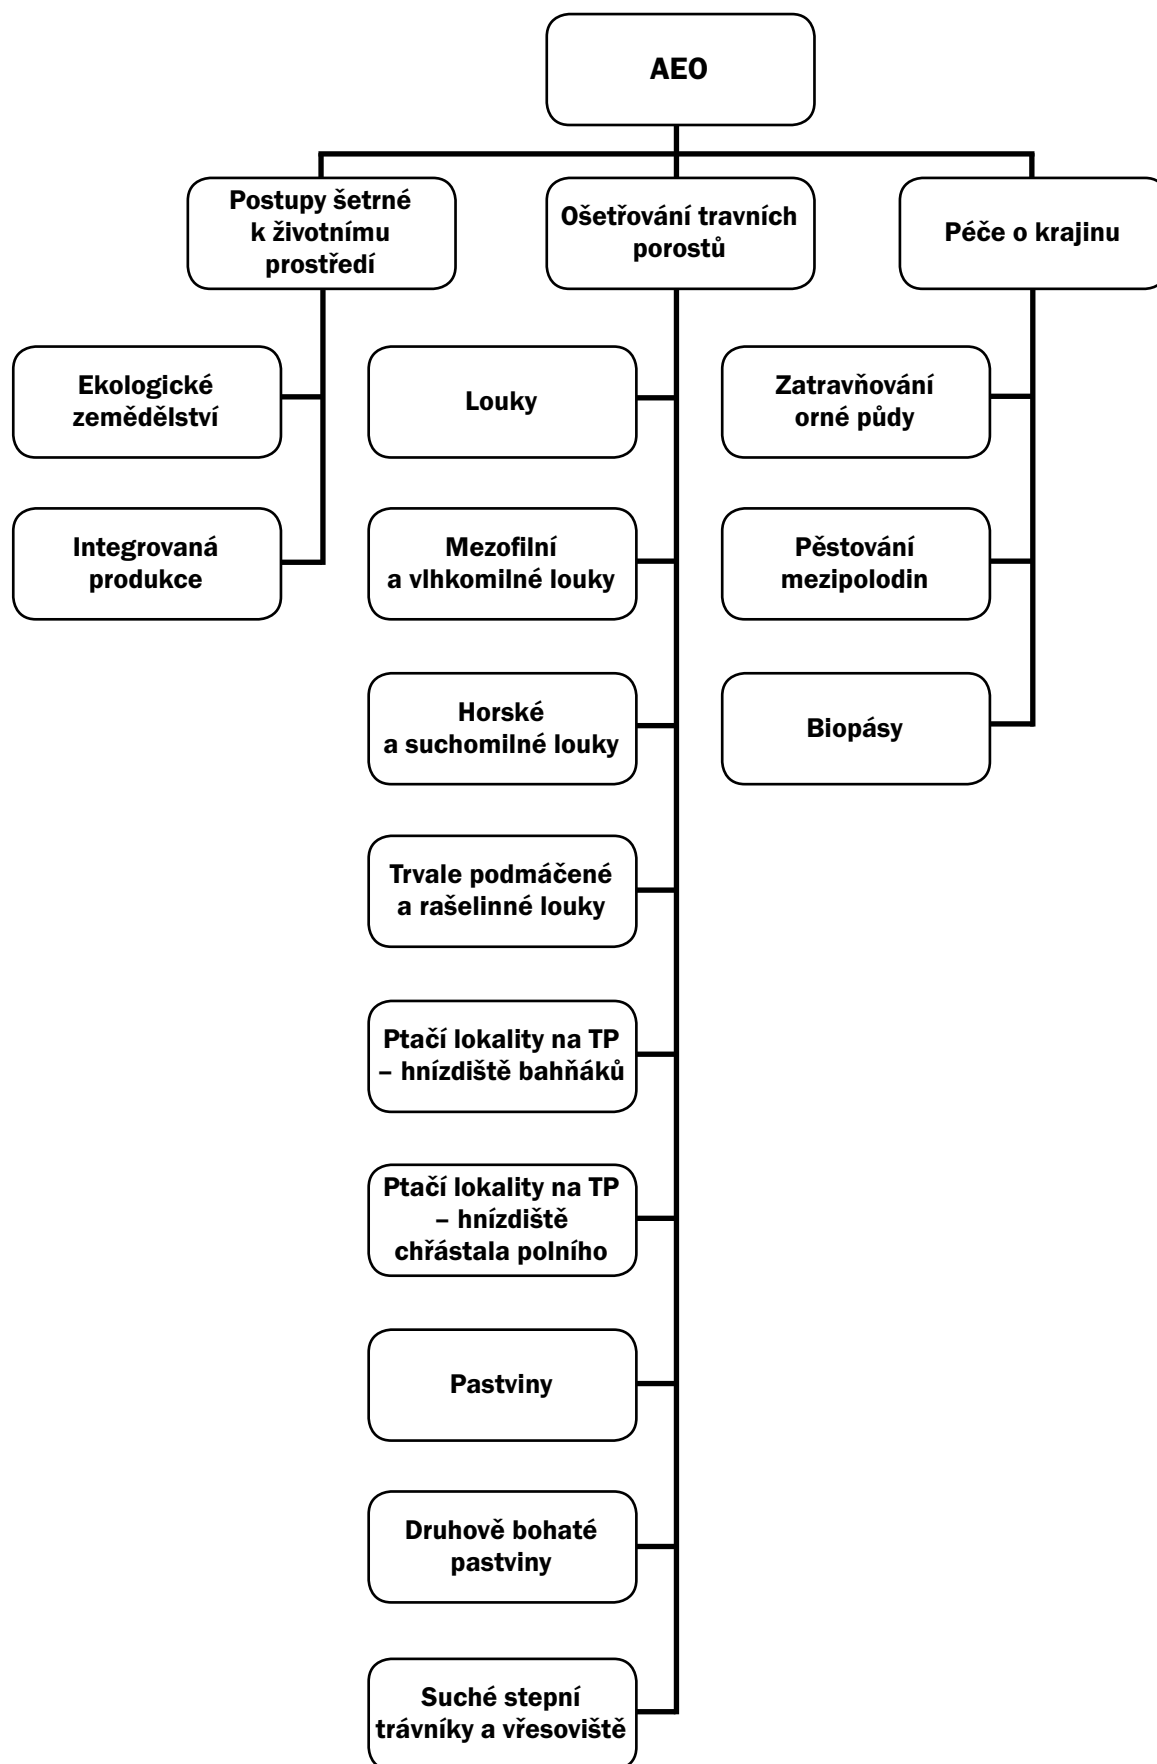 AEO
Postupy šetrné
k životnímu
prostředí
Ošetřování travních
porostů
Péče o krajinu
Ekologické
zemědělství
Integrovaná
produkce
Louky
Mezofilní
a vlhkomilné louky
Horské
a suchomilné louky
Trvale podmáčené
a rašelinné louky
Ptačí lokality na TP
– hnízdiště bahňáků
Ptačí lokality na TP
– hnízdiště
chřástala polního
Pastviny
Druhově bohaté
pastviny
Suché stepní
trávníky a vřesoviště
Zatravňování
orné půdy
Pěstování
mezipolodin
Biopásy